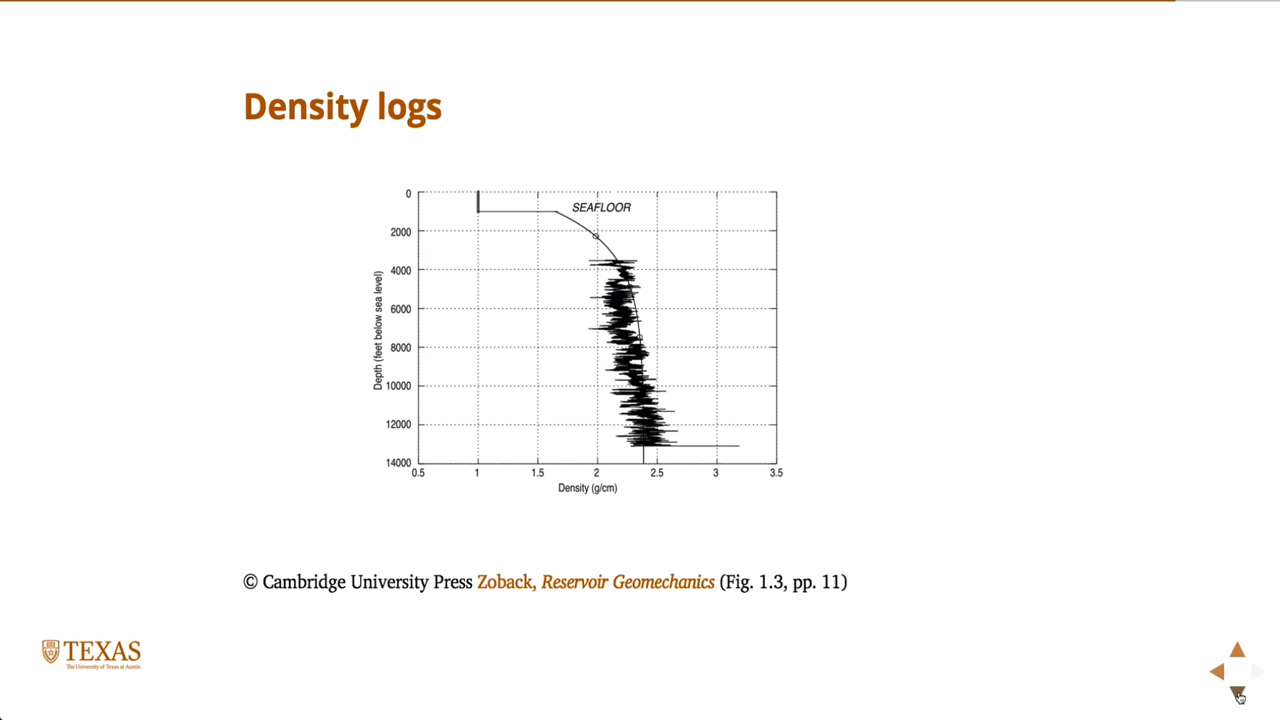 Density logs
SEAFLOOR
0
2000
4000
6000
8000
10000
12000
14000
Depth (feet below sea level)
0.5 1 1.5 2 2.5 3 3.5
Density (g/cm)
© Cambridge University Press Zoback, Reservoir Geomechanics (Fig. 1.3, pp. 11)
TEXAS
The University of Texas at Austin